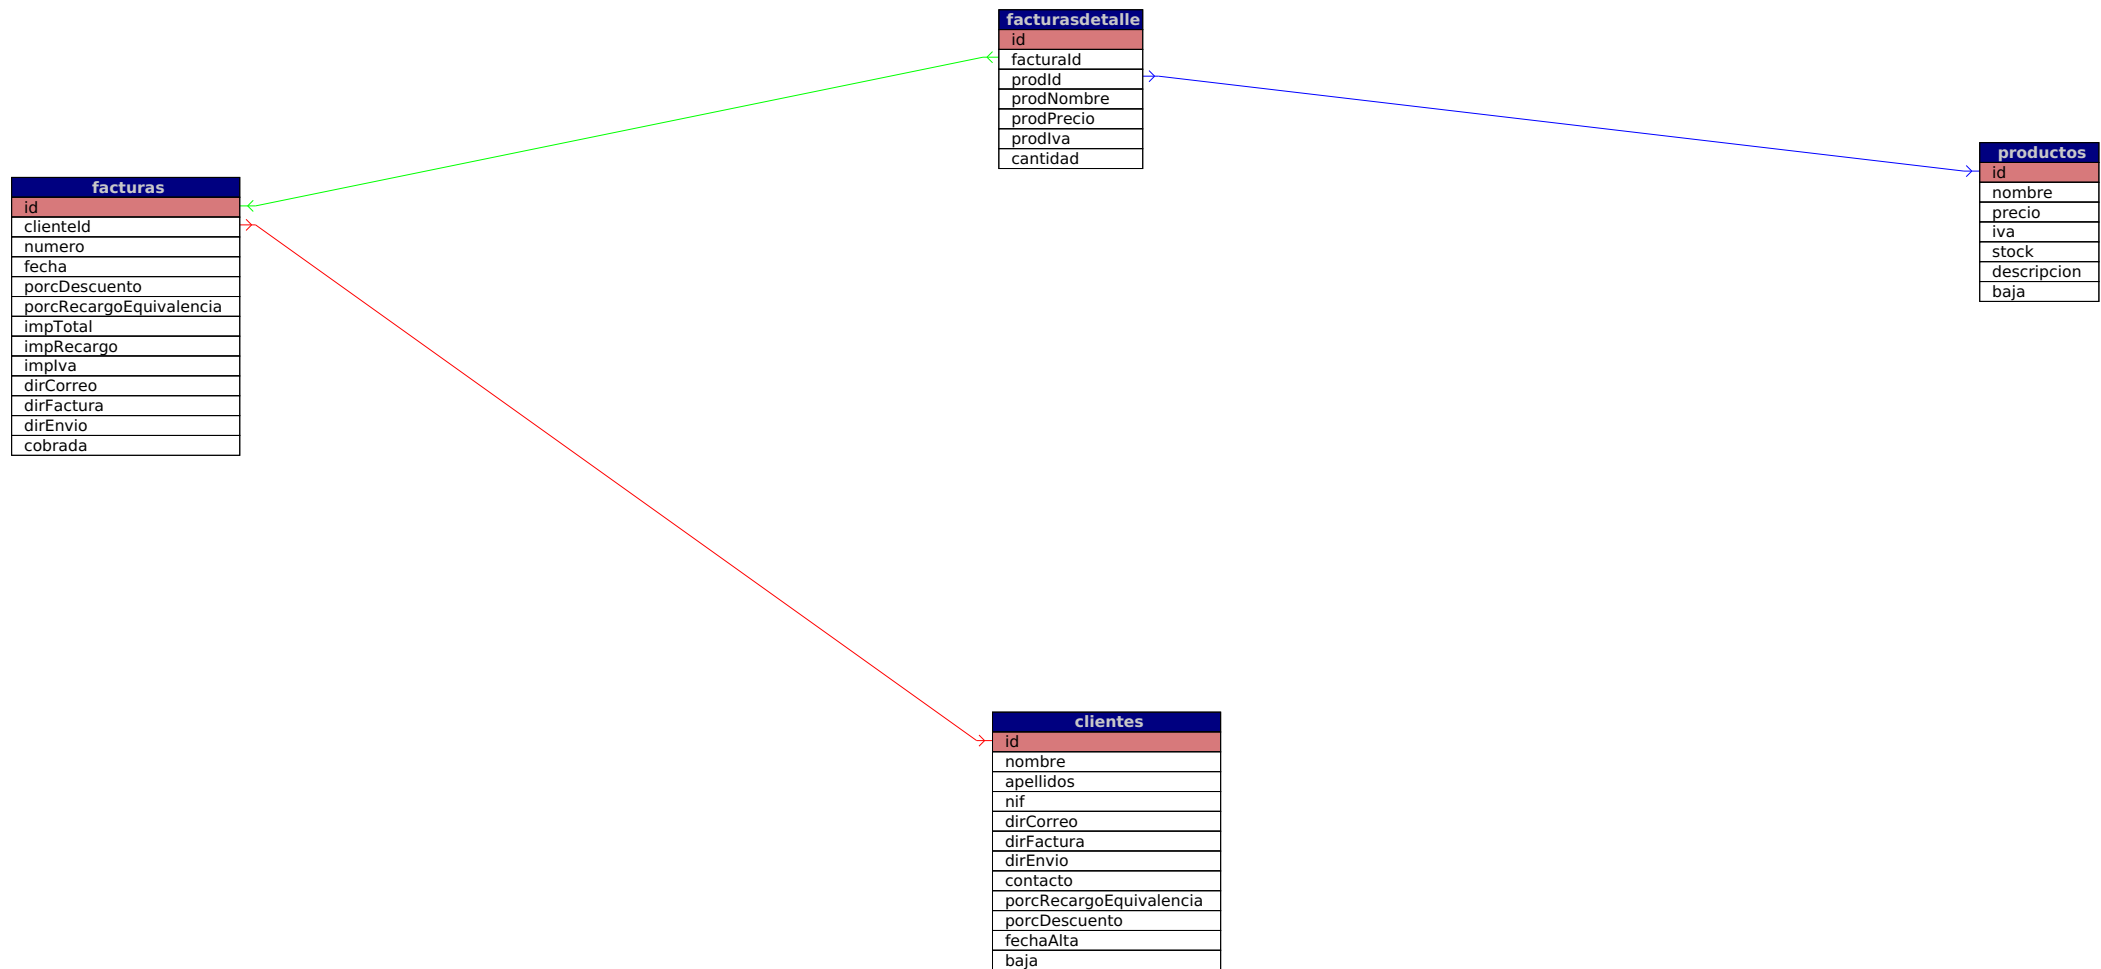 facturasdetalle
id
facturaId
prodId
prodNombre
prodPrecio
prodIva
cantidad
productos
id
nombre
precio
iva
stock
descripcion
baja
facturas
id
clienteId
numero
fecha
porcDescuento
porcRecargoEquivalencia
impTotal
impRecargo
impIva
dirCorreo
dirFactura
dirEnvio
cobrada
clientes
id
nombre
apellidos
nif
dirCorreo
dirFactura
dirEnvio
contacto
porcRecargoEquivalencia
porcDescuento
fechaAlta
baja